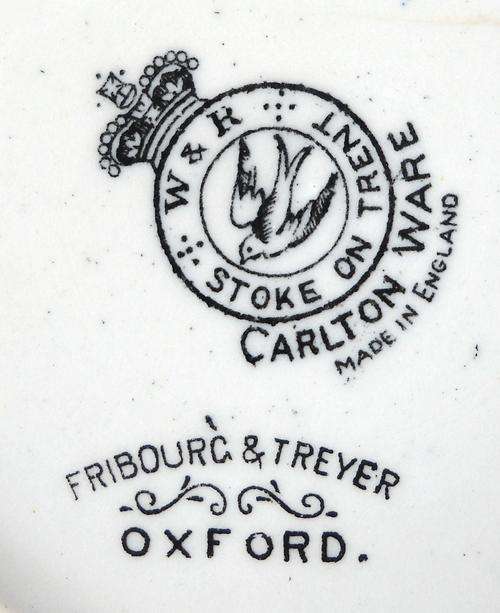 W & R
STOKE ON TRENT
CARLTON WARE
MADE IN ENGLAND
FRIBOURG & TREYER
OXFORD.